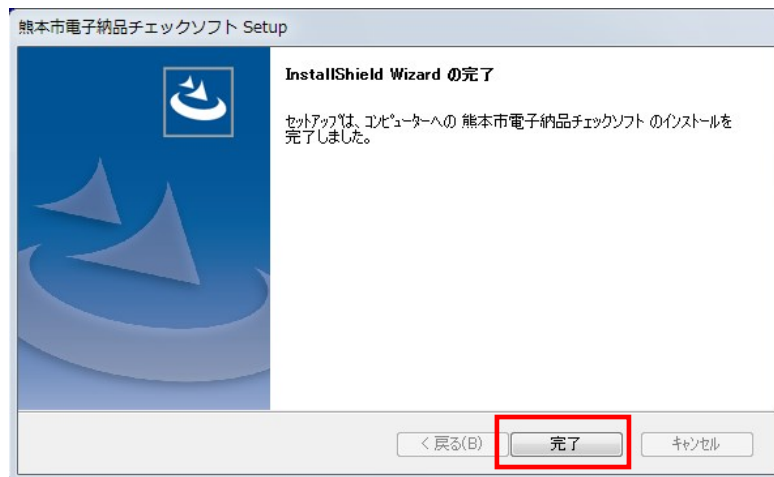 熊本市電子納品チェックソフト Setup
InstallShield Wizard の完了
セットアップは、コンピューターへの 熊本市電子納品チェックソフト のインストールを
完了しました。
< 戻る(B)
完了
キャンセル